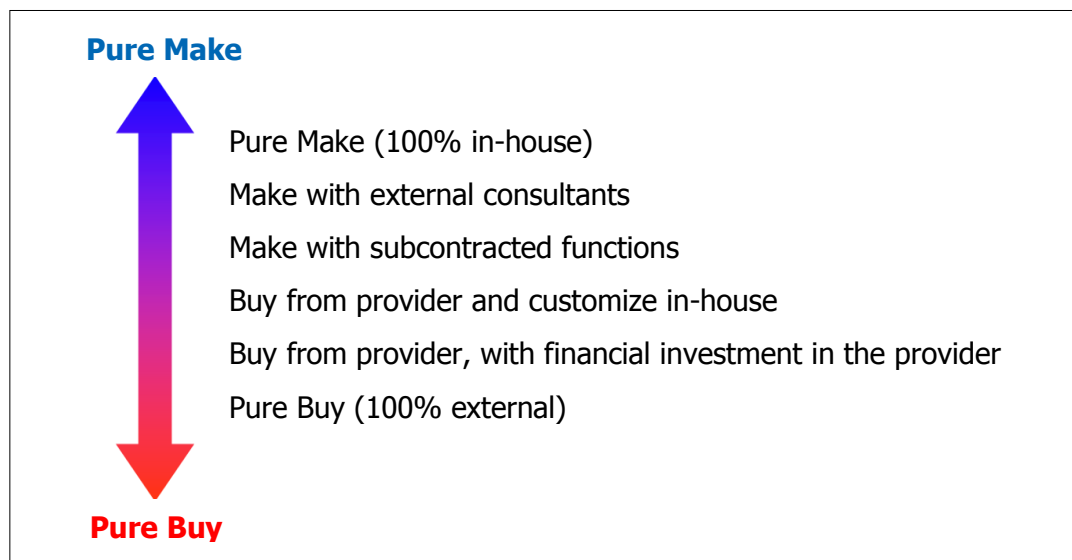 Pure Make
Pure Make (100% in-house)
Make with external consultants
Make with subcontracted functions
Buy from provider and customize in-house
Buy from provider, with financial investment in the provider
Pure Buy (100% external)
Pure Buy